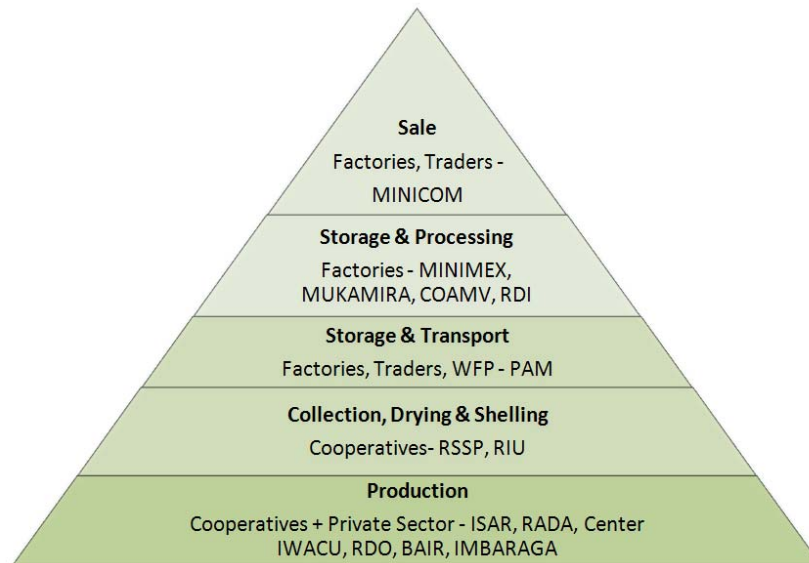 Sale
Factories, Traders -
MINICOM
Storage & Processing
Factories - MINIMEX,
MUKAMIRA, COAMV, RDI
Storage & Transport
Factories, Traders, WFP - PAM
Collection, Drying & Shelling
Cooperatives- RSSP, RIU
Production
Cooperatives + Private Sector - ISAR, RADA, Center
IWACU, RDO, BAIR, IMBARAGA